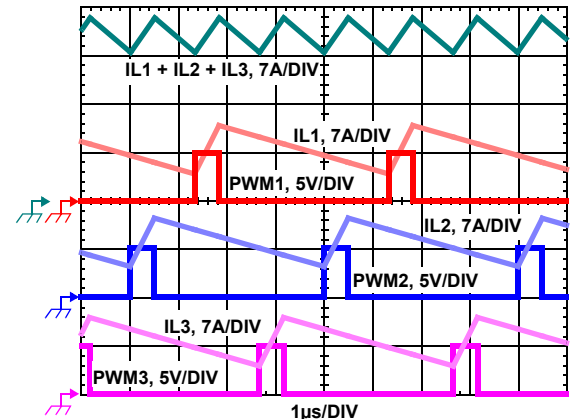 IL1 + IL2 + IL3, 7A/DIV
IL1, 7A/DIV
PWM1, 5V/DIV
IL2, 7A/DIV
PWM2, 5V/DIV
IL3, 7A/DIV
PWM3, 5V/DIV
1µs/DIV